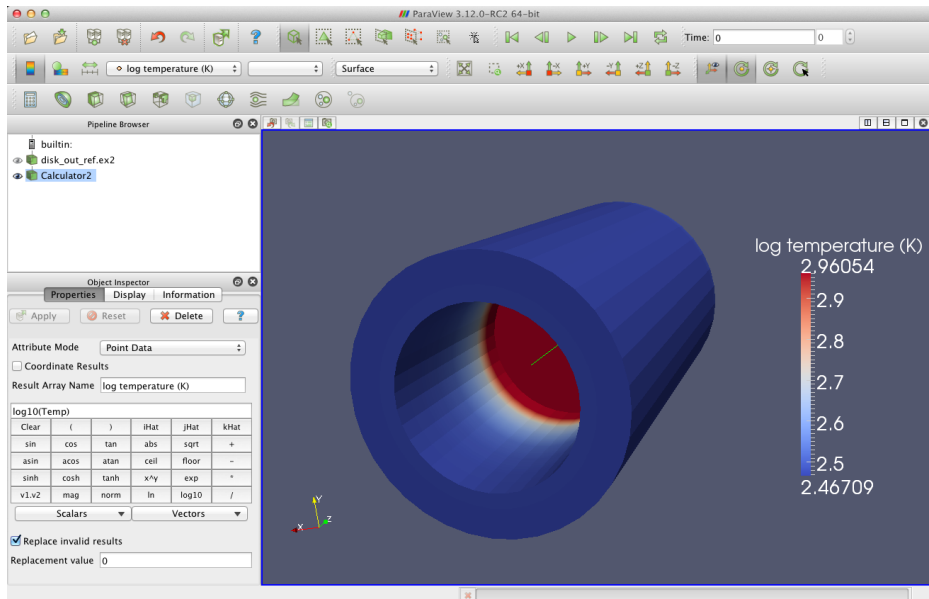 ParaView 3.12.0-RC2 64-bit
?
Time: 0
0
log temperature (K)
Surface
+X
-X
+Y
-Y
+Z
-Z
Pipeline Browser
builtin:
disk_out_ref.ex2
Calculator2
Object Inspector
Properties Display Information
Apply Reset Delete ?
Attribute Mode Point Data
Coordinate Results
Result Array Name log temperature (K)
log10(Temp)
Clear ( ) iHat jHat kHat
sin cos tan abs sqrt +
asin acos atan ceil floor -
sinh cosh tanh x^y exp *
v1.v2 mag norm ln log10 /
Scalars Vectors
Replace invalid results
Replacement value 0
log temperature (K)
2.96054
2.9
2.8
2.7
2.6
2.5
2.46709
Y
X
Z